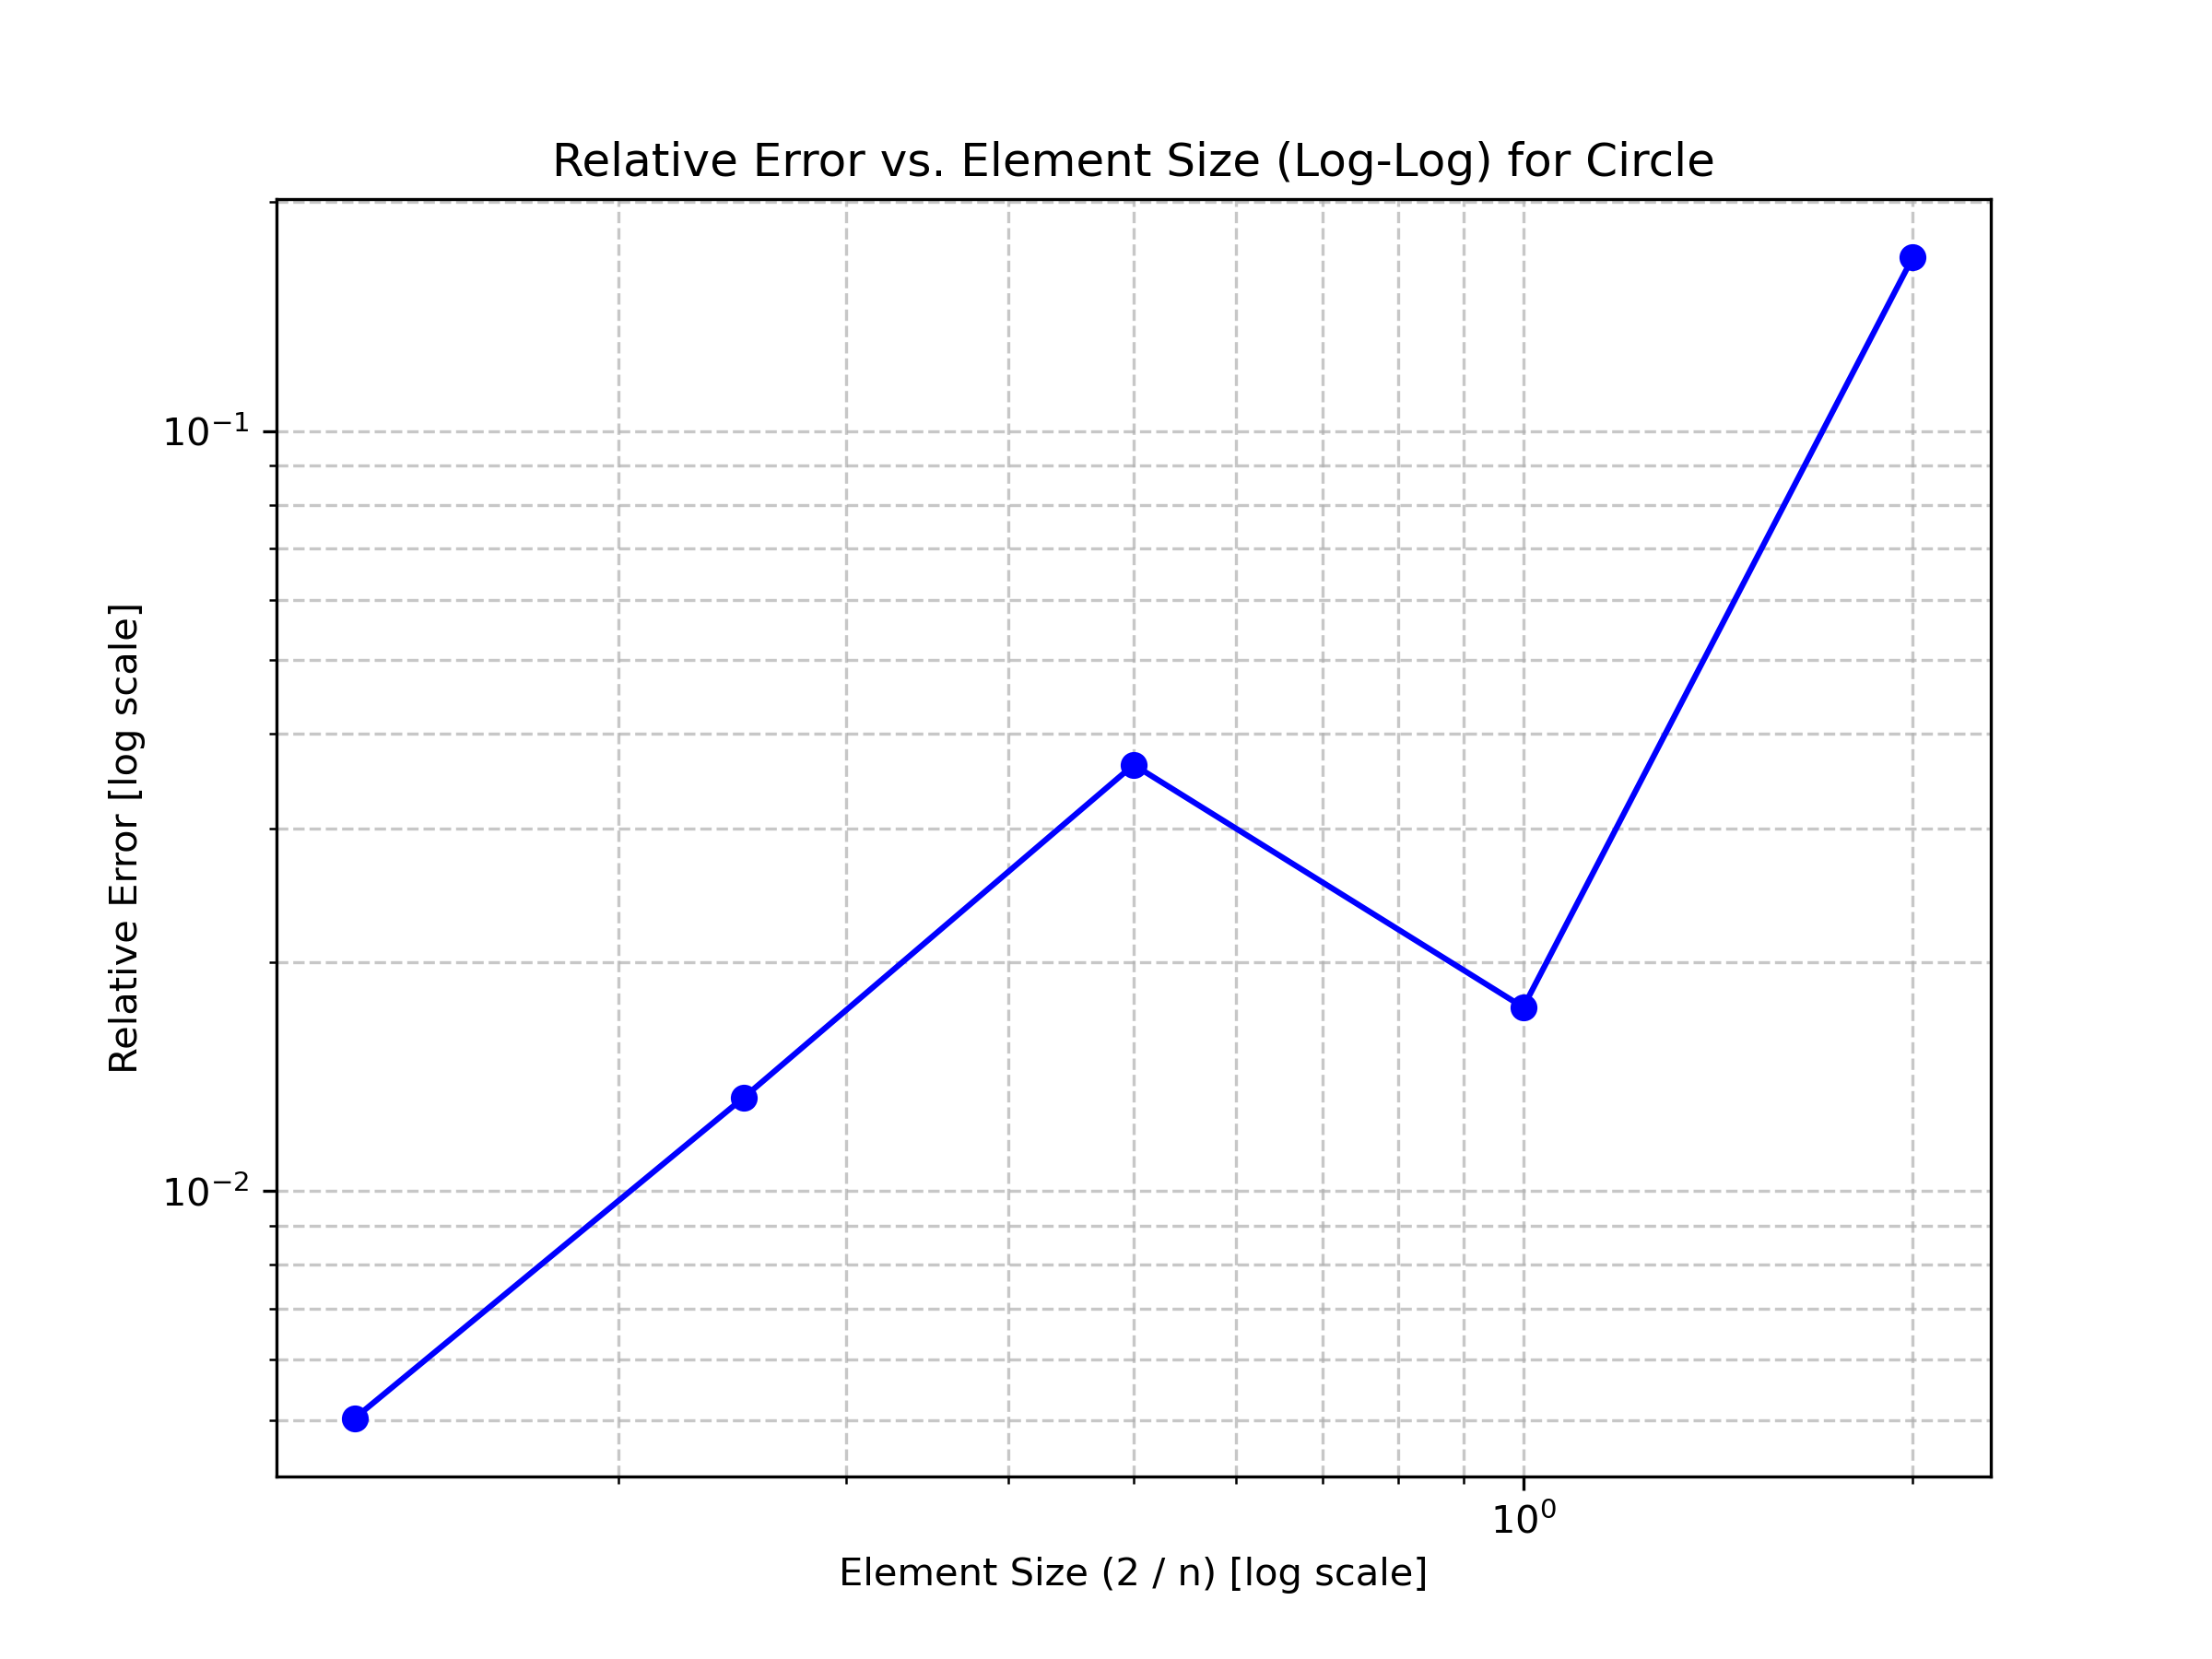 Relative Error vs. Element Size (Log-Log) for Circle
Relative Error [log scale]
10⁻¹
10⁻²
10⁰
Element Size (2 / n) [log scale]